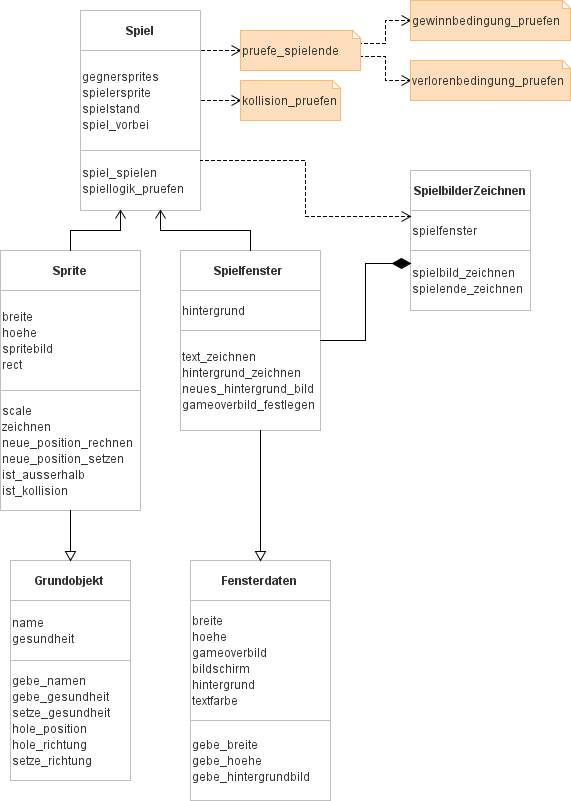 Spiel
gegnersprites
spielersprite
spielstand
spiel_vorbei
spiel_spielen
spiellogik_pruefen
pruefe_spielende
kollision_pruefen
gewinnbedingung_pruefen
verlorenbedingung_pruefen
SpielbilderZeichnen
spielfenster
spielbild_zeichnen
spielende_zeichnen
Sprite
breite
hoehe
spritebild
rect
scale
zeichnen
neue_position_rechnen
neue_position_setzen
ist_ausserhalb
ist_kollision
Spielfenster
hintergrund
text_zeichnen
hintergrund_zeichnen
neues_hintergrund_bild
gameoverbild_festlegen
Grundobjekt
name
gesundheit
gebe_namen
gebe_gesundheit
setze_gesundheit
hole_position
hole_richtung
setze_richtung
Fensterdaten
breite
hoehe
gameoverbild
bildschirm
hintergrund
textfarbe
gebe_breite
gebe_hoehe
gebe_hintergrundbild